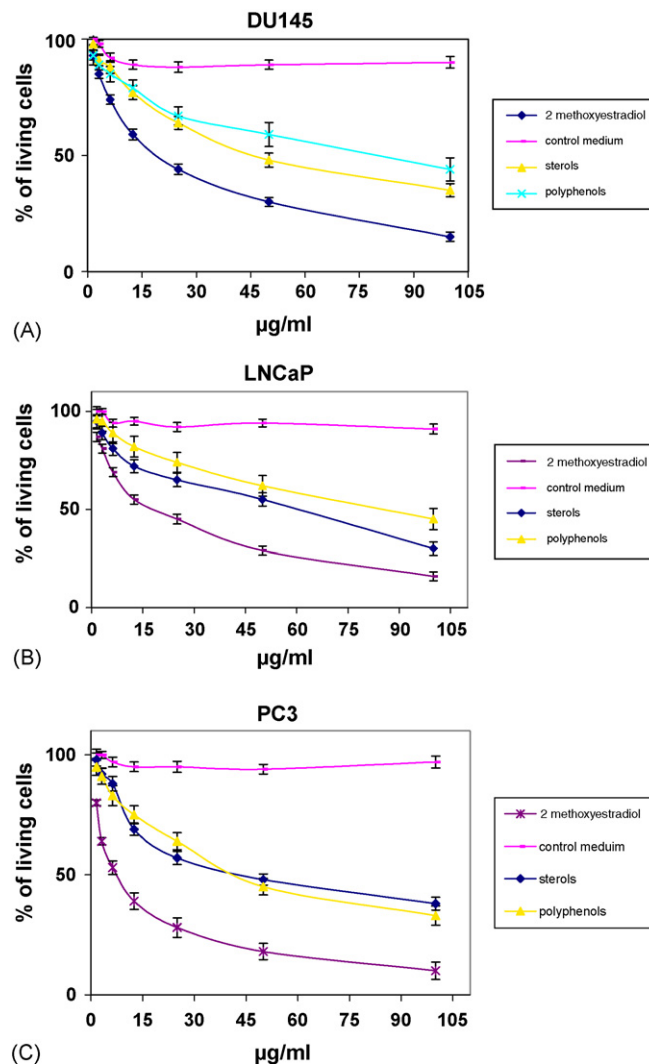 DU145
100
50
0
% of living cells
0 15 30 45 60 75 90 105
µg/ml
2 methoxyestradiol
control medium
sterols
polyphenols
(A)
LNCaP
100
50
0
% of living cells
0 15 30 45 60 75 90 105
µg/ml
2 methoxyestradiol
control medium
sterols
polyphenols
(B)
PC3
100
50
0
% of living cells
0 15 30 45 60 75 90 105
µg/ml
2 methoxyestradiol
control meduim
sterols
polyphenols
(C)